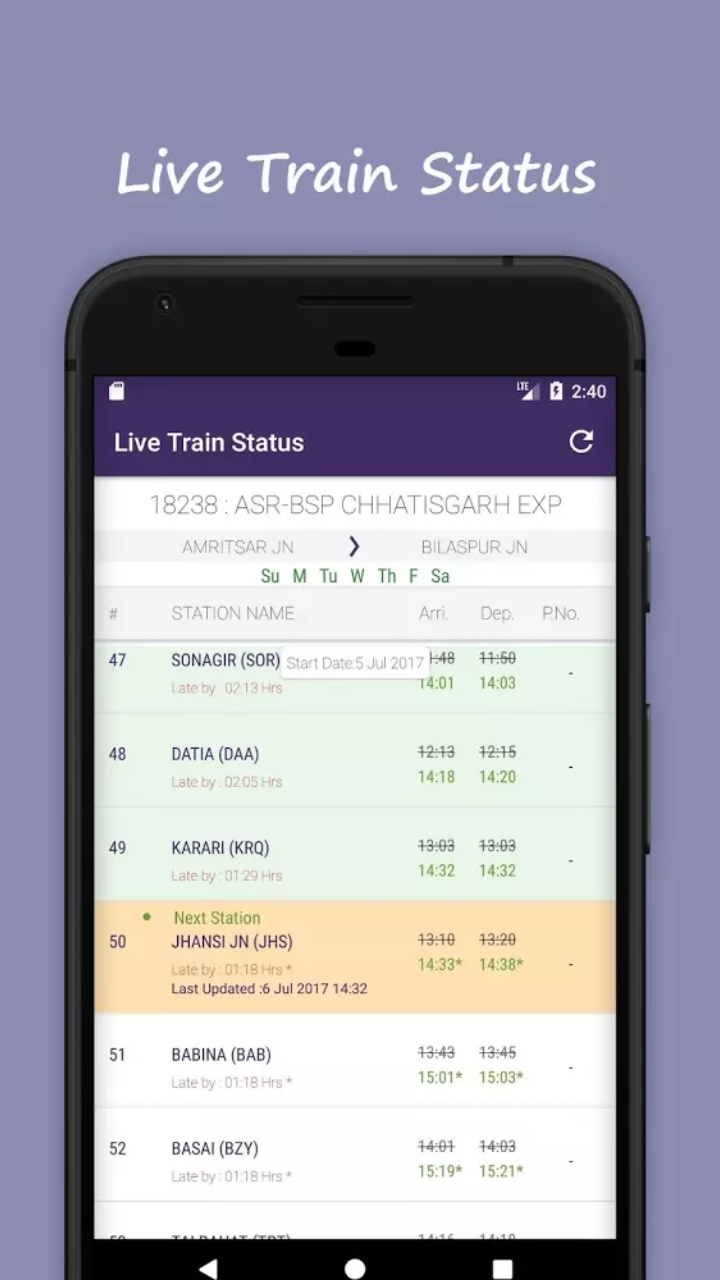 Live Train Status
LTE 2:40
Live Train Status
18238 : ASR-BSP CHHATISGARH EXP
AMRITSAR JN BILASPUR JN
Su M Tu W Th F Sa
# STATION NAME Arri. Dep. P.No.
47 SONAGIR (SOR) Start Date:5 Jul 2017 :48 11:50
Late by : 02:13 Hrs 14:01 14:03 -
48 DATIA (DAA) 12:13 12:15
Late by : 02:05 Hrs 14:18 14:20 -
49 KARARI (KRQ) 13:03 13:03
Late by : 01:29 Hrs 14:32 14:32 -
Next Station
50 JHANSI JN (JHS) 13:10 13:20
Late by : 01:18 Hrs * 14:33* 14:38* -
Last Updated :6 Jul 2017 14:32
51 BABINA (BAB) 13:43 13:45
Late by : 01:18 Hrs * 15:01* 15:03* -
52 BASAI (BZY) 14:01 14:03
Late by : 01:18 Hrs * 15:19* 15:21* -